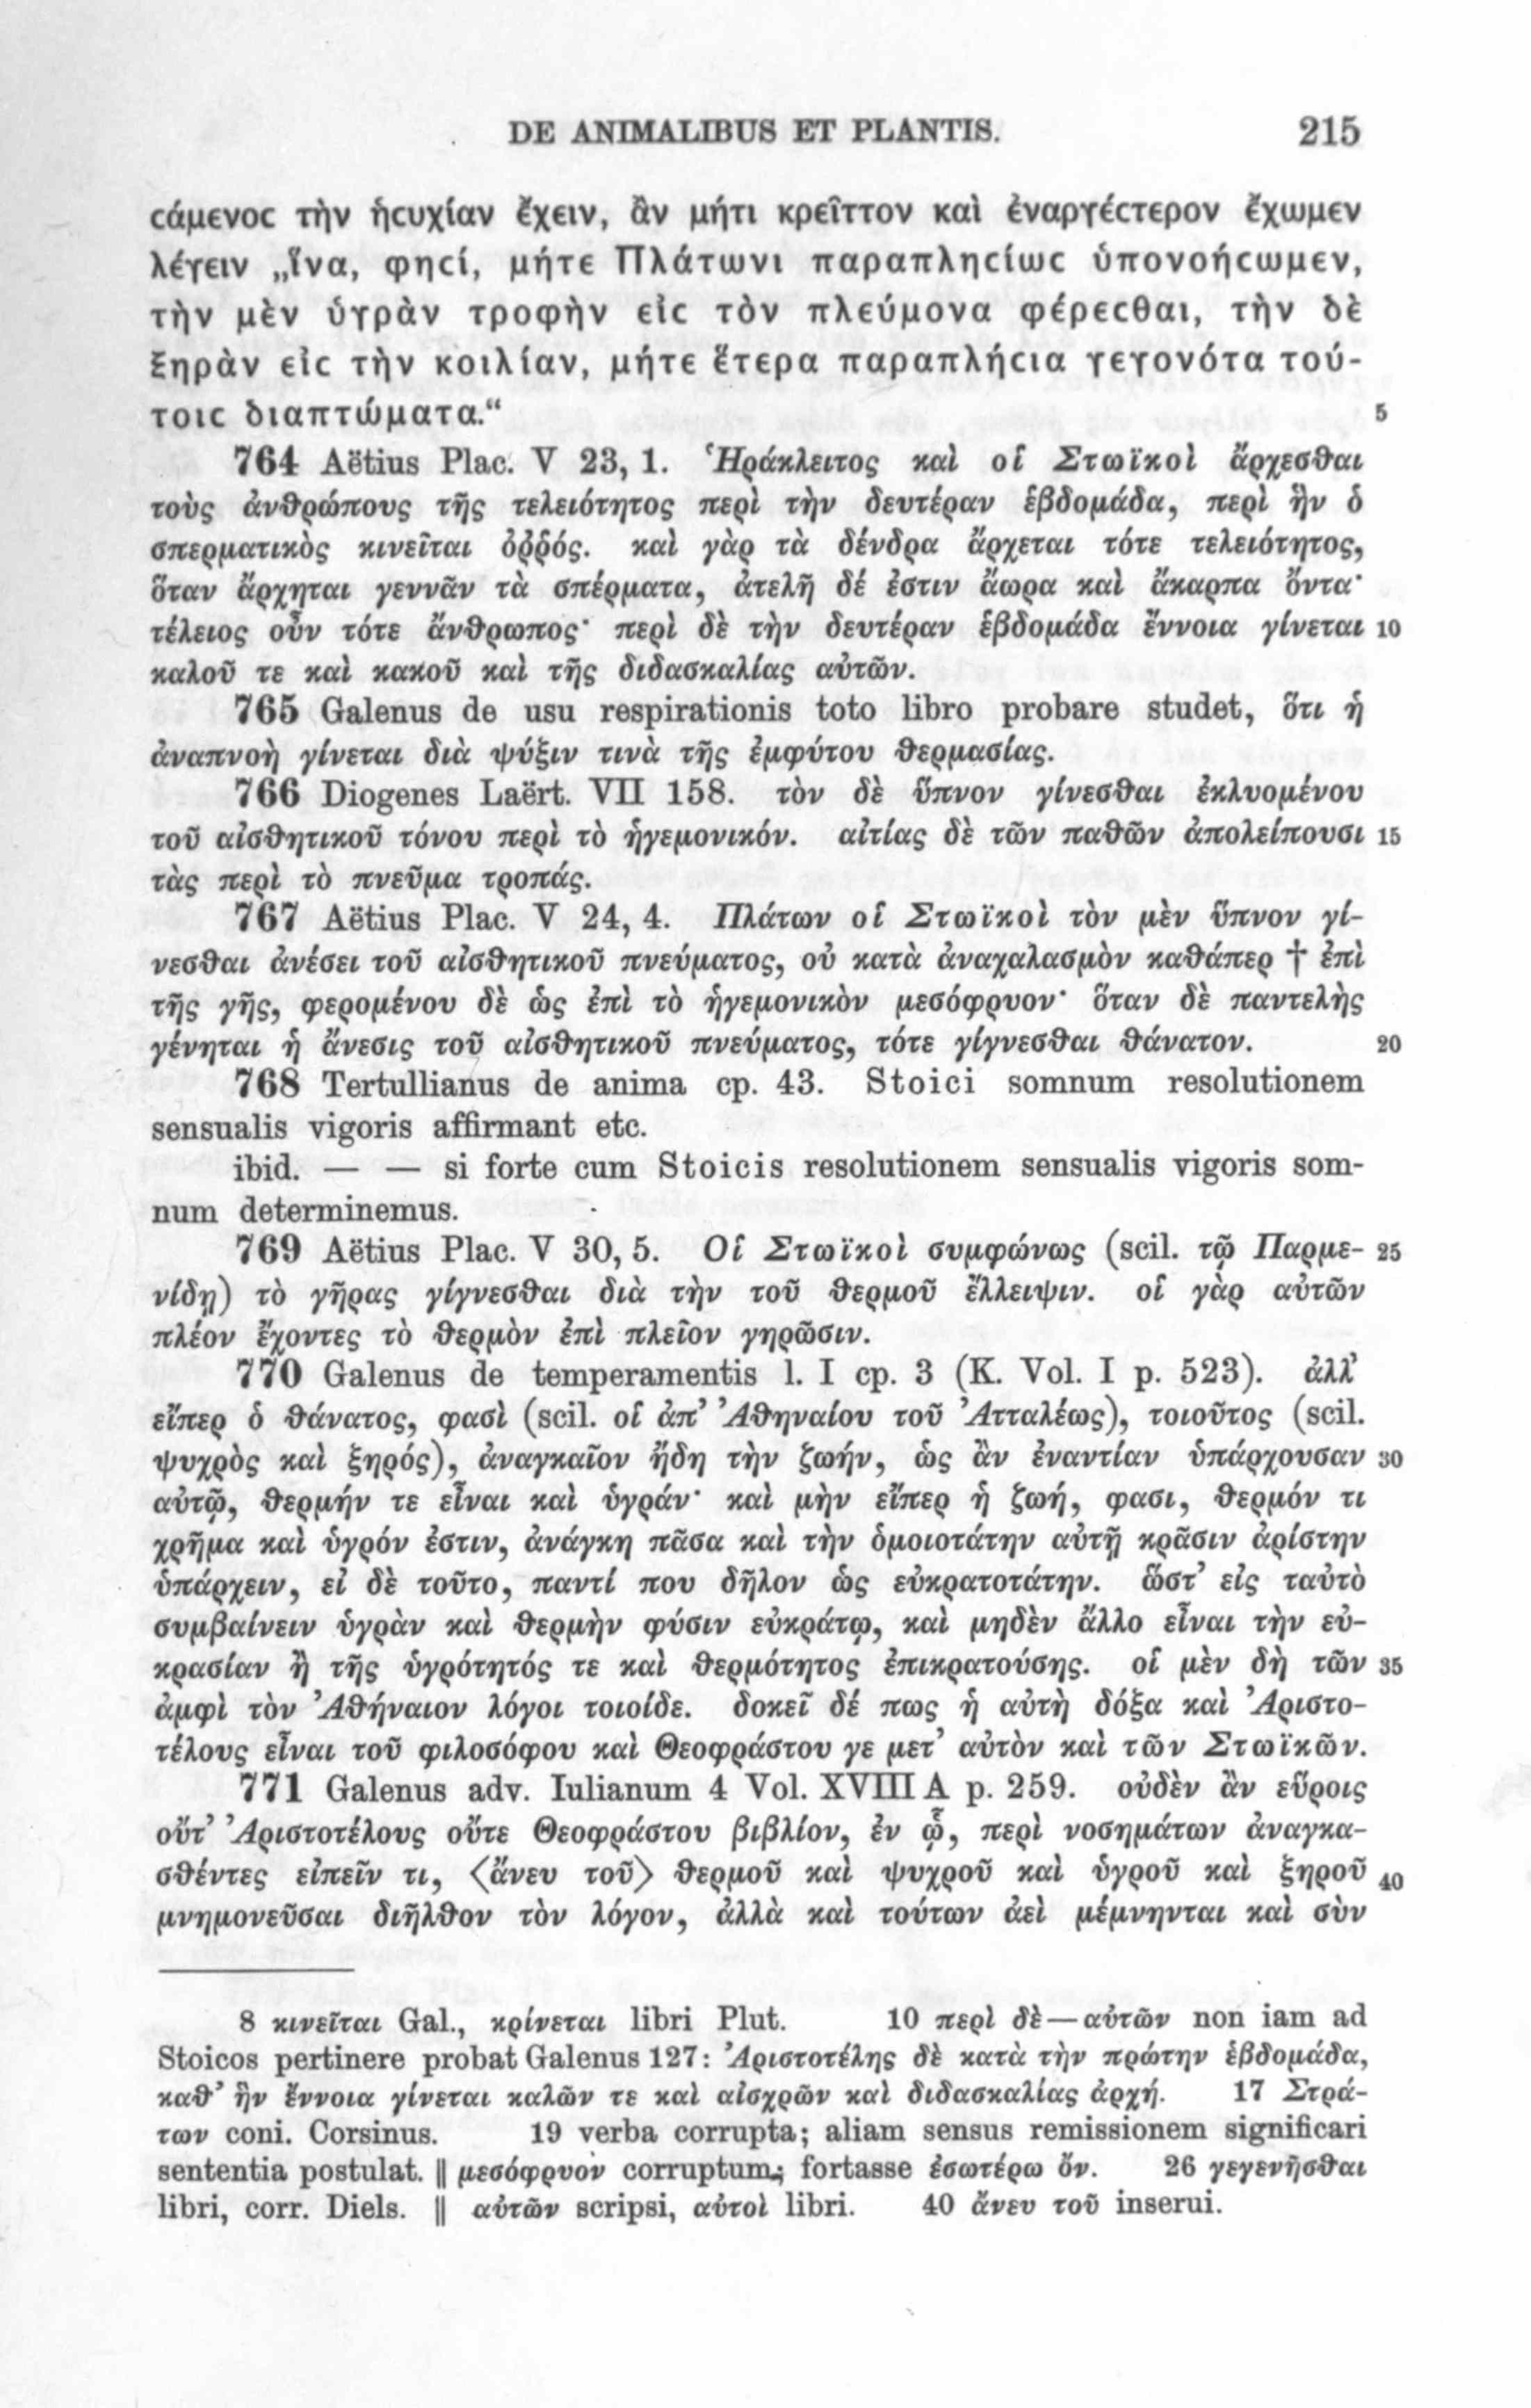 DE ANIMALIBUS ET PLANTIS. 215
cάμενοc τὴν ἡcυχίαν ἔχειν, ἂν μήτι κρεῖττον καὶ ἐναργέcτερον ἔχωμεν
λέγειν „ἵνα, φηcί, μήτε Πλάτωνι παραπληcίωc ὑπονοήcωμεν,
τὴν μὲν ὑγρὰν τροφὴν εἰc τὸν πλεύμονα φέρεcθαι, τὴν δὲ
ξηρὰν εἰc τὴν κοιλίαν, μήτε ἕτερα παραπλήcια γεγονότα τού-
τοιc διαπτώματα.“ 5
764 Aëtius Plac. V 23, 1. Ἡράκλειτος καὶ οἱ Στωϊκοὶ ἄρχεσθαι
τοὺς ἀνθρώπους τῆς τελειότητος περὶ τὴν δευτέραν ἑβδομάδα, περὶ ἣν ὁ
σπερματικὸς κινεῖται ὀῤῥός. καὶ γὰρ τὰ δένδρα ἄρχεται τότε τελειότητος,
ὅταν ἄρχηται γεννᾶν τὰ σπέρματα, ἀτελῆ δέ ἐστιν ἄωρα καὶ ἄκαρπα ὄντα·
τέλειος οὖν τότε ἄνθρωπος· περὶ δὲ τὴν δευτέραν ἑβδομάδα ἔννοια γίνεται 10
καλοῦ τε καὶ κακοῦ καὶ τῆς διδασκαλίας αὐτῶν.
765 Galenus de usu respirationis toto libro probare studet, ὅτι ἡ
ἀναπνοὴ γίνεται διὰ ψύξιν τινὰ τῆς ἐμφύτου θερμασίας.
766 Diogenes Laërt. VII 158. τὸν δὲ ὕπνον γίνεσθαι ἐκλυομένου
τοῦ αἰσθητικοῦ τόνου περὶ τὸ ἡγεμονικόν. αἰτίας δὲ τῶν παθῶν ἀπολείπουσι 15
τὰς περὶ τὸ πνεῦμα τροπάς.
767 Aëtius Plac. V 24, 4. Πλάτων οἱ Στωϊκοὶ τὸν μὲν ὕπνον γί-
νεσθαι ἀνέσει τοῦ αἰσθητικοῦ πνεύματος, οὐ κατὰ ἀναχαλασμὸν καθάπερ † ἐπὶ
τῆς γῆς, φερομένου δὲ ὡς ἐπὶ τὸ ἡγεμονικὸν μεσόφρυον· ὅταν δὲ παντελὴς
γένηται ἡ ἄνεσις τοῦ αἰσθητικοῦ πνεύματος, τότε γίγνεσθαι θάνατον. 20
768 Tertullianus de anima cp. 43. Stoici somnum resolutionem
sensualis vigoris affirmant etc.
ibid. — — si forte cum Stoicis resolutionem sensualis vigoris som-
num determinemus.
769 Aëtius Plac. V 30, 5. Οἱ Στωϊκοὶ συμφώνως (scil. τῷ Παρμε- 25
νίδῃ) τὸ γῆρας γίγνεσθαι διὰ τὴν τοῦ θερμοῦ ἔλλειψιν. οἱ γὰρ αὐτῶν
πλέον ἔχοντες τὸ θερμὸν ἐπὶ πλεῖον γηρῶσιν.
770 Galenus de temperamentis l. I cp. 3 (K. Vol. I p. 523). ἀλλ’
εἴπερ ὁ θάνατος, φασὶ (scil. οἱ ἀπ’ Ἀθηναίου τοῦ Ἀτταλέως), τοιοῦτος (scil.
ψυχρὸς καὶ ξηρός), ἀναγκαῖον ἤδη τὴν ζωήν, ὡς ἂν ἐναντίαν ὑπάρχουσαν 30
αὐτῷ, θερμήν τε εἶναι καὶ ὑγράν· καὶ μὴν εἴπερ ἡ ζωή, φασι, θερμόν τι
χρῆμα καὶ ὑγρόν ἐστιν, ἀνάγκη πᾶσα καὶ τὴν ὁμοιοτάτην αὐτῇ κρᾶσιν ἀρίστην
ὑπάρχειν, εἰ δὲ τοῦτο, παντί που δῆλον ὡς εὐκρατοτάτην. ὥστ’ εἰς ταὐτὸ
συμβαίνειν ὑγρὰν καὶ θερμὴν φύσιν εὐκράτῳ, καὶ μηδὲν ἄλλο εἶναι τὴν εὐ-
κρασίαν ἢ τῆς ὑγρότητός τε καὶ θερμότητος ἐπικρατούσης. οἱ μὲν δὴ τῶν 35
ἀμφὶ τὸν Ἀθήναιον λόγοι τοιοίδε. δοκεῖ δέ πως ἡ αὐτὴ δόξα καὶ Ἀριστο-
τέλους εἶναι τοῦ φιλοσόφου καὶ Θεοφράστου γε μετ’ αὐτὸν καὶ τῶν Στωϊκῶν.
771 Galenus adv. Iulianum 4 Vol. XVIII A p. 259. οὐδὲν ἂν εὕροις
οὔτ’ Ἀριστοτέλους οὔτε Θεοφράστου βιβλίον, ἐν ᾧ, περὶ νοσημάτων ἀναγκα-
σθέντες εἰπεῖν τι, ⟨ἄνευ τοῦ⟩ θερμοῦ καὶ ψυχροῦ καὶ ὑγροῦ καὶ ξηροῦ 40
μνημονεῦσαι διῆλθον τὸν λόγον, ἀλλὰ καὶ τούτων ἀεὶ μέμνηνται καὶ σὺν
8 κινεῖται Gal., κρίνεται libri Plut. 10 περὶ δὲ—αὐτῶν non iam ad
Stoicos pertinere probat Galenus 127: Ἀριστοτέλης δὲ κατὰ τὴν πρώτην ἑβδομάδα,
καθ’ ἣν ἔννοια γίνεται καλῶν τε καὶ αἰσχρῶν καὶ διδασκαλίας ἀρχή. 17 Στρά-
των coni. Corsinus. 19 verba corrupta; aliam sensus remissionem significari
sententia postulat. || μεσόφρυον corruptum; fortasse ἐσωτέρω ὄν. 26 γεγενῆσθαι
libri, corr. Diels. || αὐτῶν scripsi, αὐτοὶ libri. 40 ἄνευ τοῦ inserui.